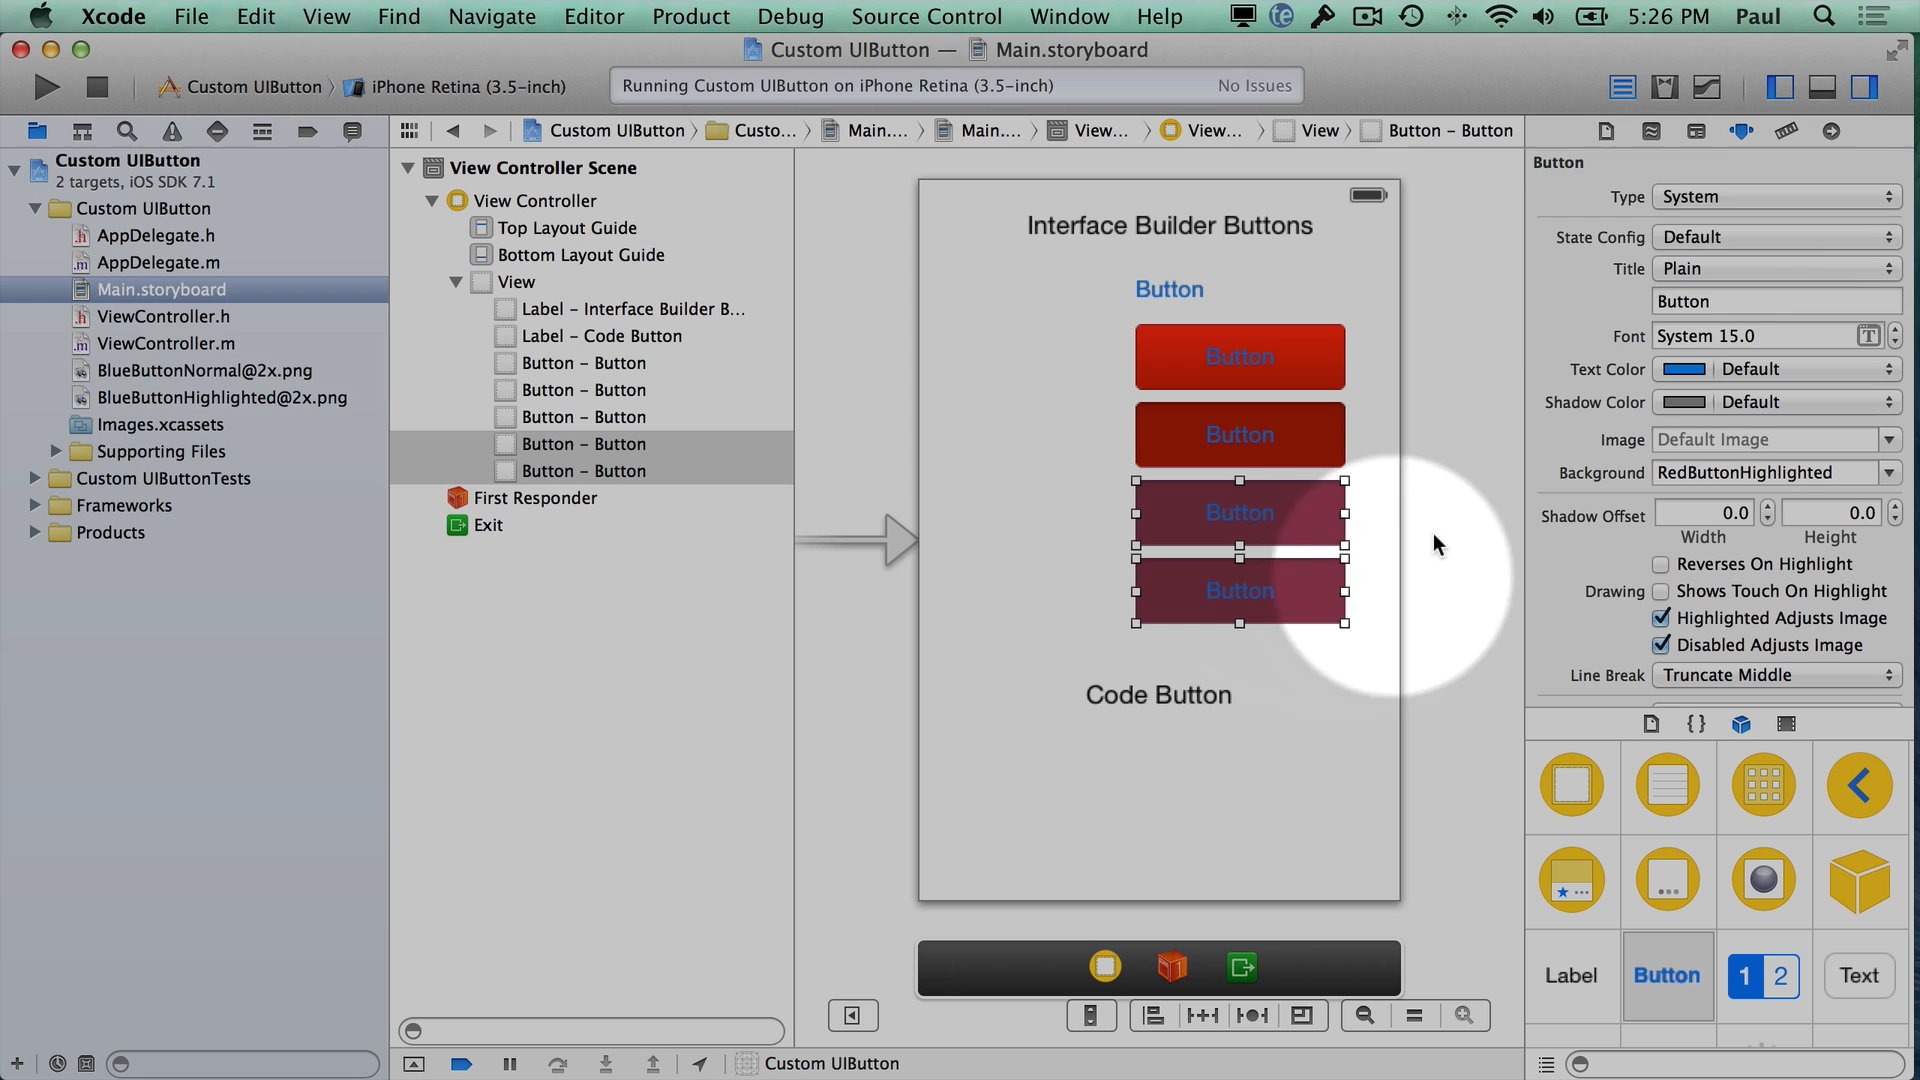 Xcode File Edit View Find Navigate Editor Product Debug Source Control Window Help te 5:26 PM Paul
Custom UIButton — Main.storyboard
Custom UIButton iPhone Retina (3.5-inch)
Running Custom UIButton on iPhone Retina (3.5-inch) No Issues
Custom UIButton Custo... Main.... Main.... View... View... View Button – Button
Custom UIButton
2 targets, iOS SDK 7.1
Custom UIButton
AppDelegate.h
AppDelegate.m
Main.storyboard
ViewController.h
ViewController.m
BlueButtonNormal@2x.png
BlueButtonHighlighted@2x.png
Images.xcassets
Supporting Files
Custom UIButtonTests
Frameworks
Products
View Controller Scene
View Controller
Top Layout Guide
Bottom Layout Guide
View
Label – Interface Builder B...
Label – Code Button
Button – Button
Button – Button
Button – Button
Button – Button
Button – Button
First Responder
Exit
Interface Builder Buttons
Button
Button
Button
Button
Button
Code Button
Button
Type System
State Config Default
Title Plain
Button
Font System 15.0 T
Text Color Default
Shadow Color Default
Image Default Image
Background RedButtonHighlighted
Shadow Offset 0.0 0.0
Width Height
Reverses On Highlight
Drawing Shows Touch On Highlight
Highlighted Adjusts Image
Disabled Adjusts Image
Line Break Truncate Middle
{ }
Label Button 1 2 Text
Custom UIButton